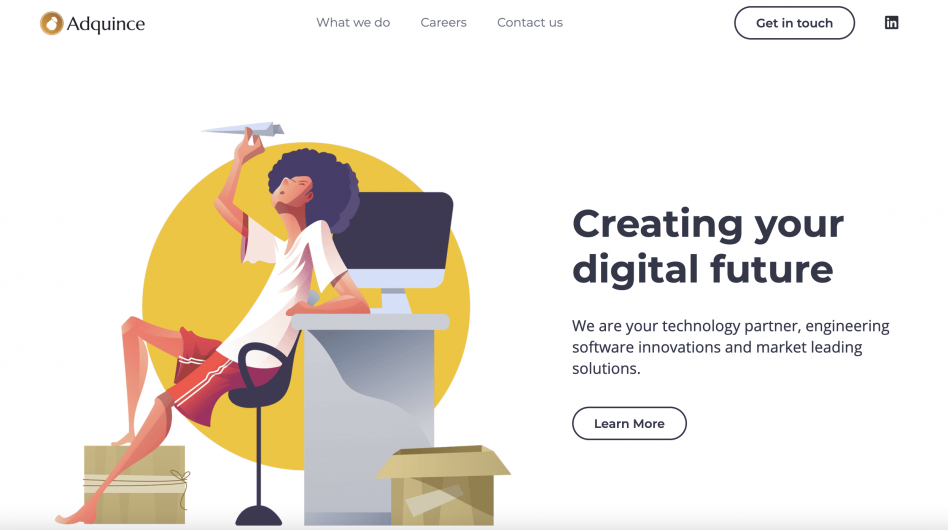 Adquince
What we do
Careers
Contact us
Get in touch
in
Creating your
digital future
We are your technology partner, engineering
software innovations and market leading
solutions.
Learn More